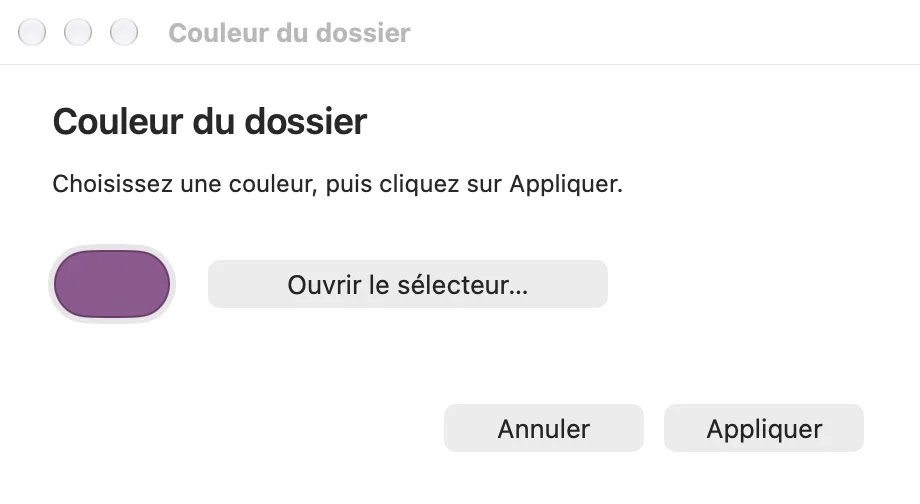 Couleur du dossier
Couleur du dossier
Choisissez une couleur, puis cliquez sur Appliquer.
Ouvrir le sélecteur...
Annuler Appliquer